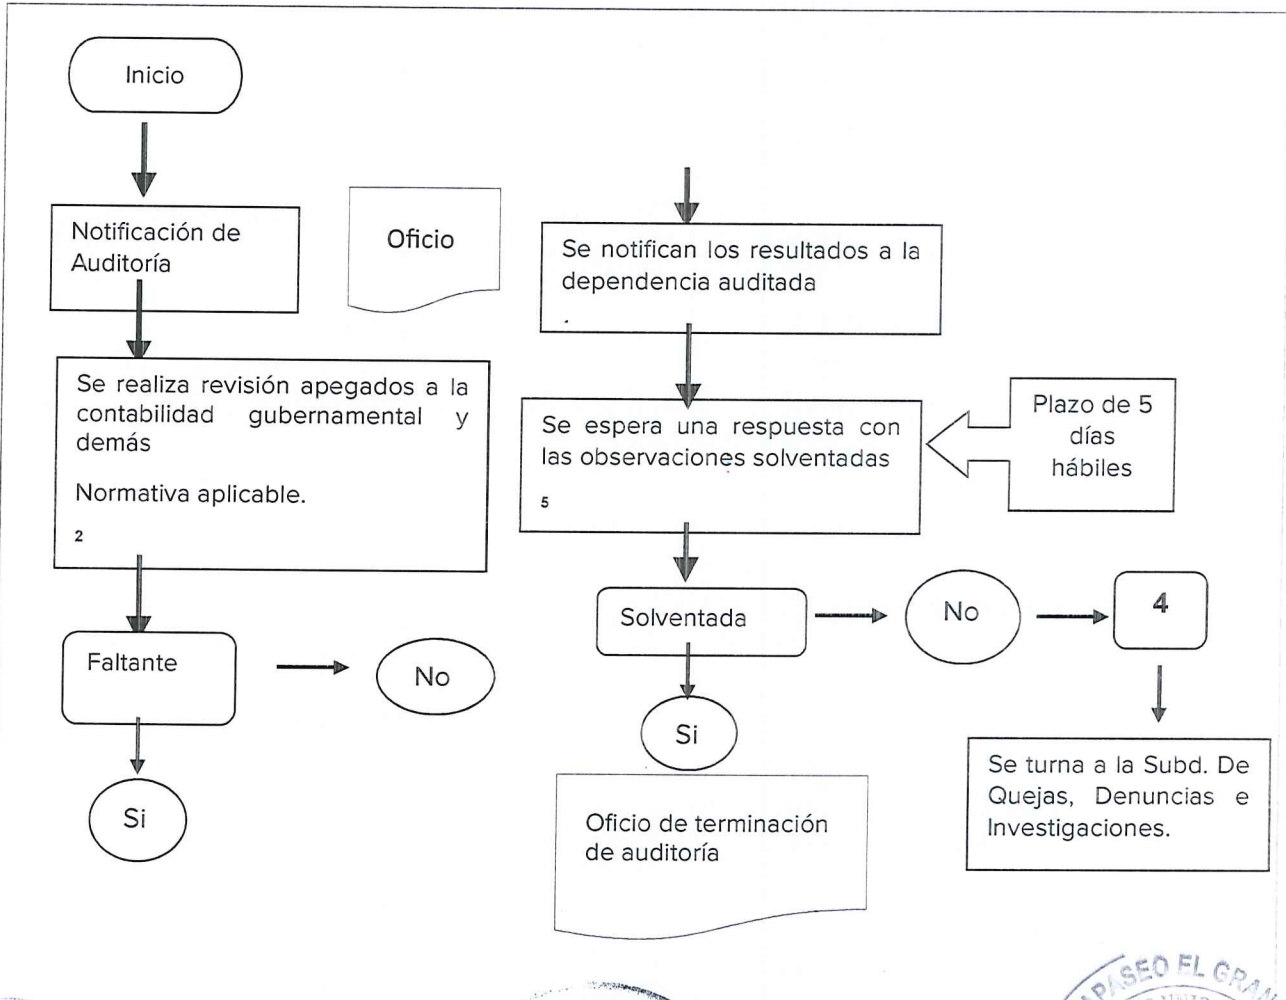 Inicio
Notificación de
Auditoría
Oficio
Se realiza revisión apegados a la
contabilidad gubernamental y
demás
Normativa aplicable.
2
Faltante
No
Si
Se notifican los resultados a la
dependencia auditada
Se espera una respuesta con
las observaciones solventadas
5
Plazo de 5
días
hábiles
Solventada
No
4
Si
Se turna a la Subd. De
Quejas, Denuncias e
Investigaciones.
Oficio de terminación
de auditoría
APASEO EL GRAN